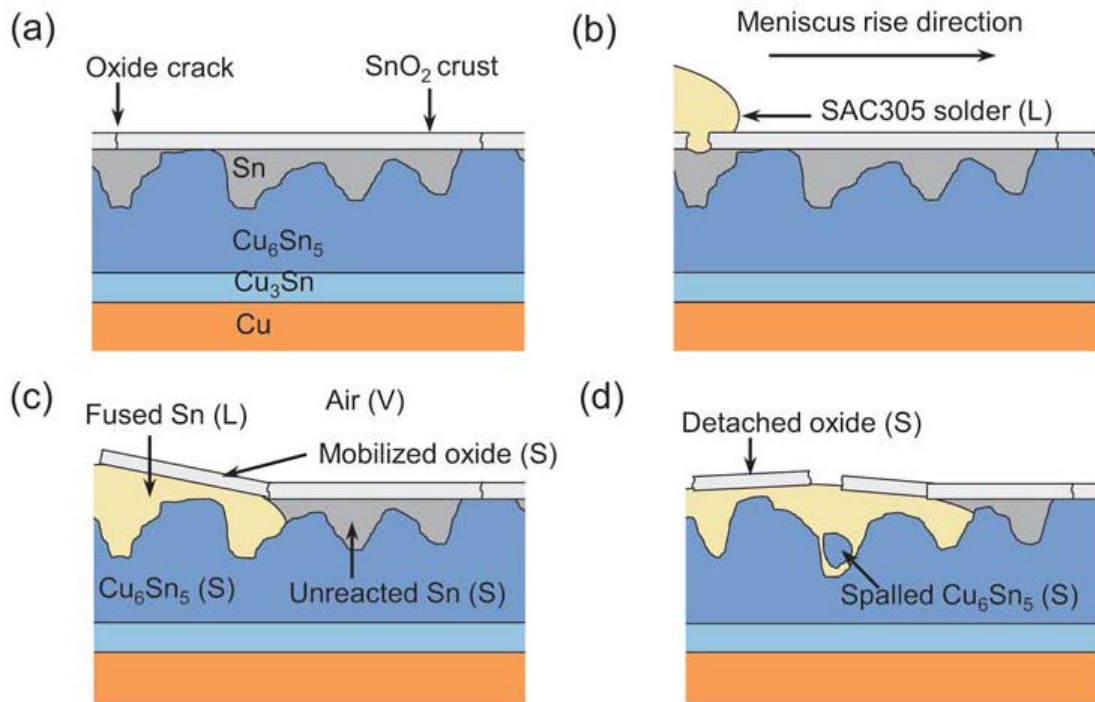 (a)
Oxide crack
SnO₂ crust
Sn
Cu₆Sn₅
Cu₃Sn
Cu
(b)
Meniscus rise direction
SAC305 solder (L)
(c)
Air (V)
Fused Sn (L)
Mobilized oxide (S)
Cu₆Sn₅ (S)
Unreacted Sn (S)
(d)
Detached oxide (S)
Spalled Cu₆Sn₅ (S)